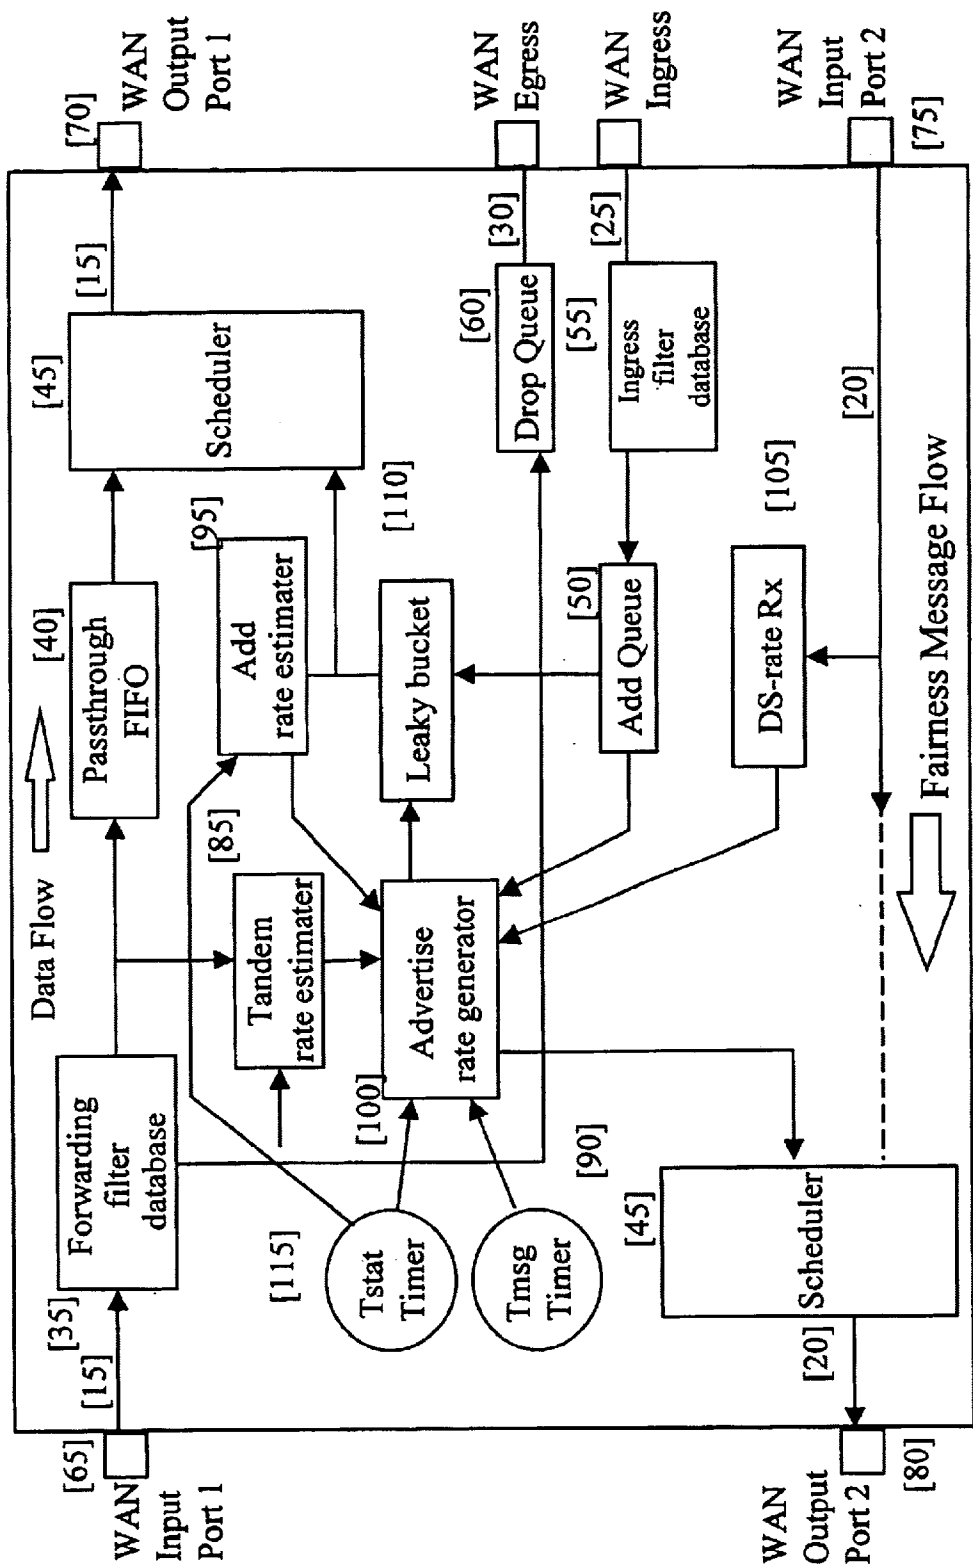 [65]
WAN
Input
Port 1
[15]
[35]
Forwarding
filter
database
Data Flow
[40]
Passthrough
FIFO
[45]
Scheduler
[15]
[70]
WAN
Output
Port 1
[85]
Tandem
rate estimater
[95]
Add
rate estimater
[115]
Tstat
Timer
[100]
Advertise
rate generator
Leaky bucket
[110]
[60]
Drop Queue
[30]
WAN
Egress
Tmsg
Timer
[90]
[50]
Add Queue
[55]
Ingress
filter
database
[25]
WAN
Ingress
[45]
Scheduler
DS-rate Rx
[105]
[20]
WAN
Input
Port 2
[75]
[20]
WAN
Output
Port 2
[80]
Fairness Message Flow